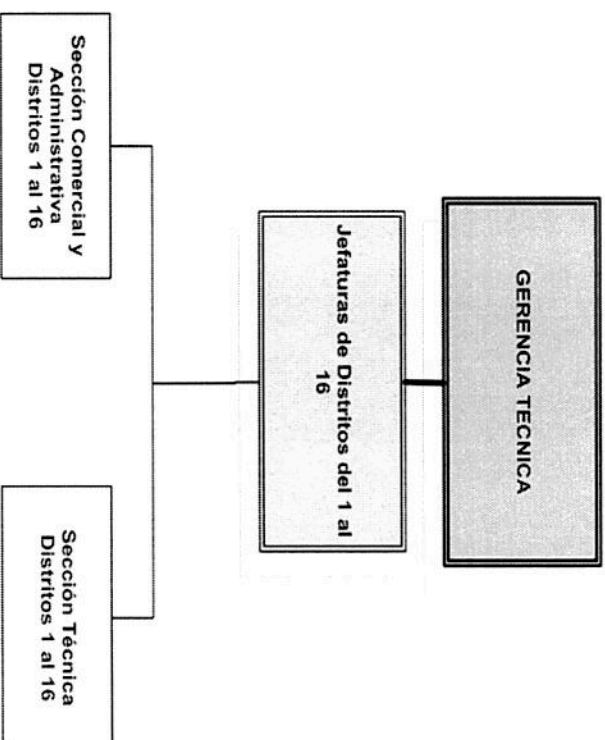 GERENCIA TECNICA
Jefaturas de Distritos del 1 al
16
Sección Comercial y
Administrativa
Distritos 1 al 16
Sección Técnica
Distritos 1 al 16